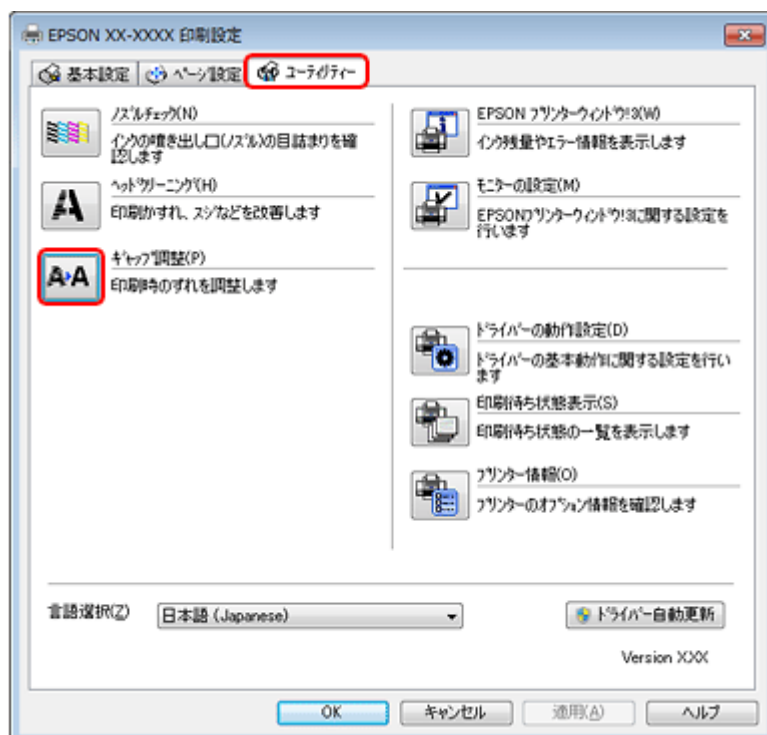 EPSON XX-XXXX 印刷設定
基本設定
ページ設定
ユーティリティー
ノズルチェック(N)
インクの噴き出し口(ノズル)の目詰まりを確
認します
ヘッドクリーニング(H)
印刷かすれ、スジなどを改善します
ギャップ調整(P)
A▸A
印刷時のずれを調整します
EPSON プリンターウィンドウ!3(W)
インク残量やエラー情報を表示します
モニターの設定(M)
EPSONプリンターウィンドウ!3に関する設定を
行います
ドライバーの動作設定(D)
ドライバーの基本動作に関する設定を行い
ます
印刷待ち状態表示(S)
印刷待ち状態の一覧を表示します
プリンター情報(O)
プリンターのオプション情報を確認します
言語選択(Z)
日本語 (Japanese)
ドライバー自動更新
Version XXX
OK
キャンセル
適用(A)
ヘルプ